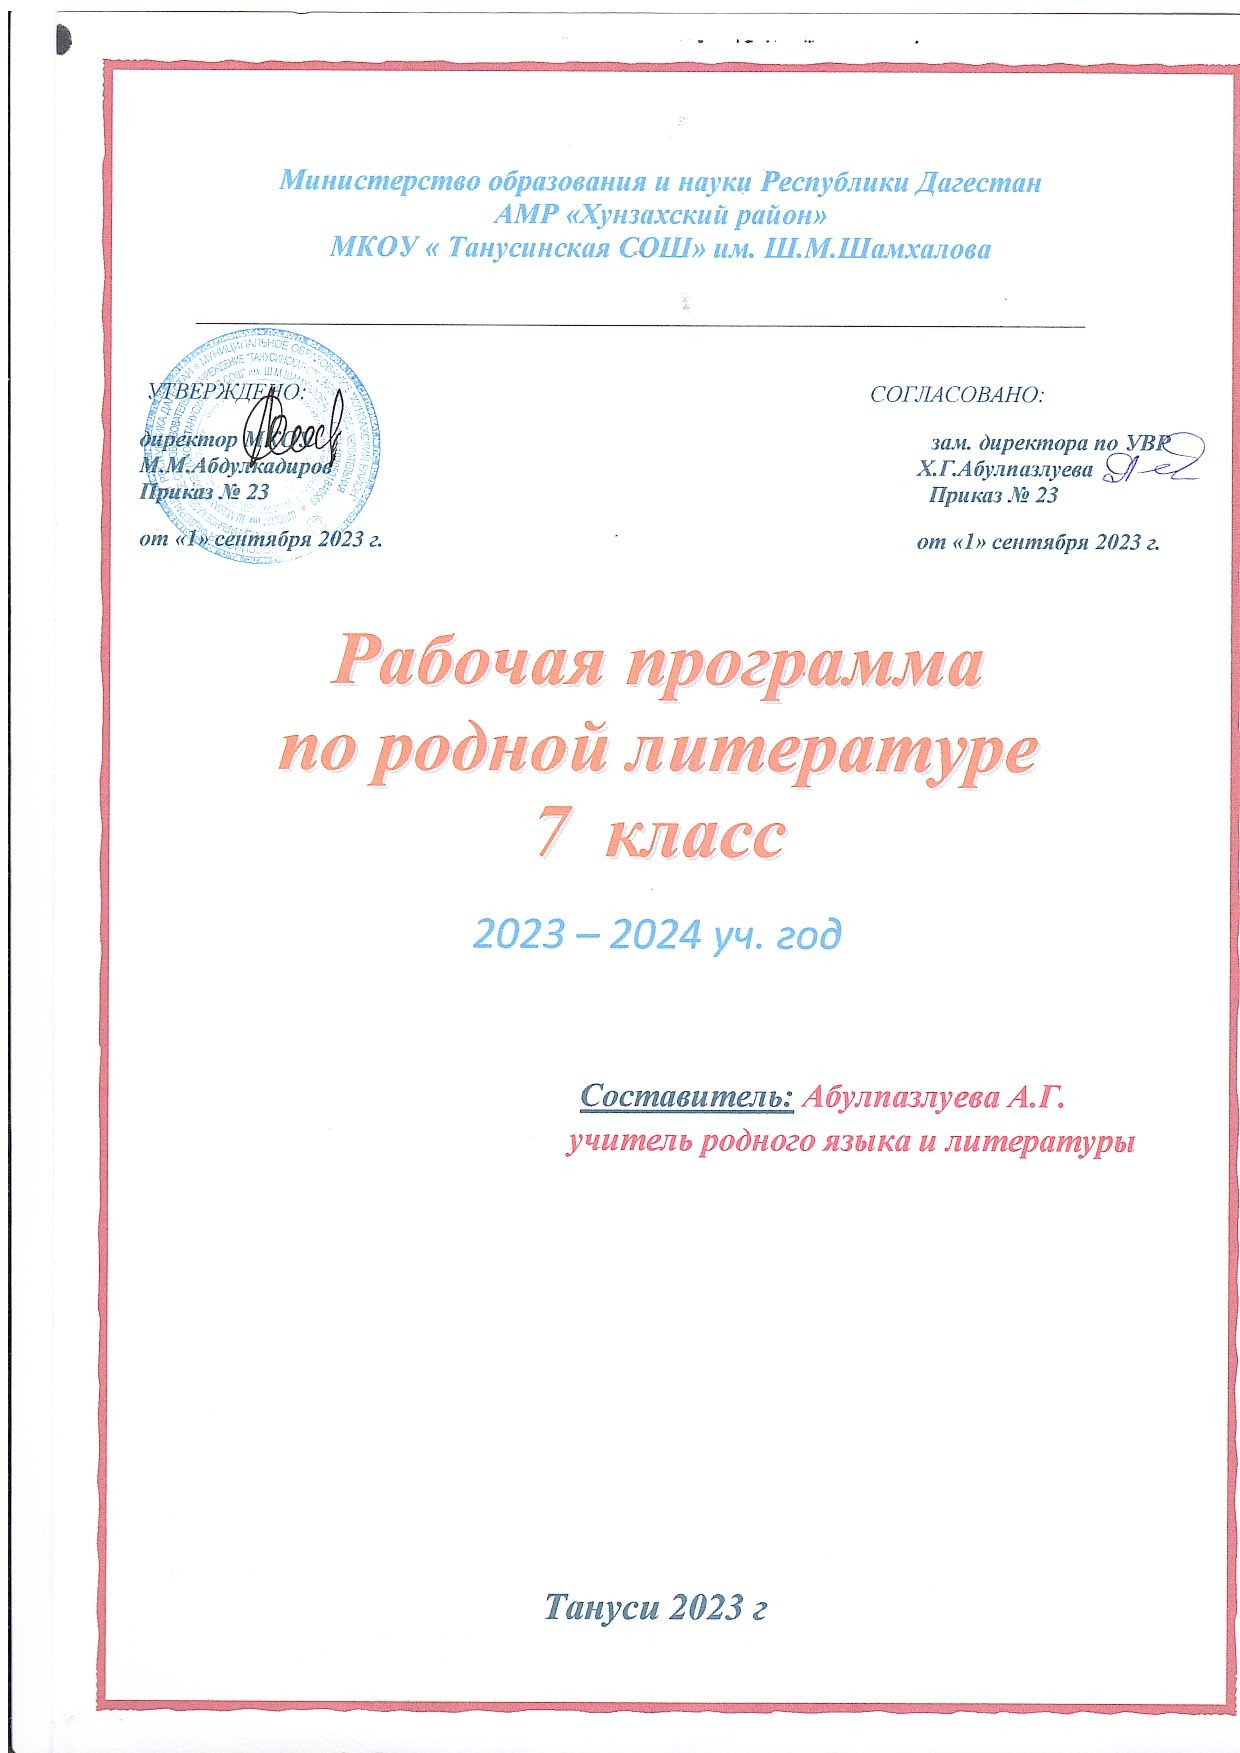 Министерство образования и науки Республики Дагестан
АМР «Хунзахский район»
МКОУ « Танусинская СОШ» им. Ш.М.Шамхалова
УТВЕРЖДЕНО:
директор МКОУ
М.М.Абдулкадиров
Приказ № 23
от «1» сентября 2023 г.
СОГЛАСОВАНО:
зам. директора по УВР
Х.Г.Абулпазлуева
Приказ № 23
от «1» сентября 2023 г.
Рабочая программа
по родной литературе
7 класс
2023 – 2024 уч. год
Составитель: Абулпазлуева А.Г.
учитель родного языка и литературы
Тануси 2023 г